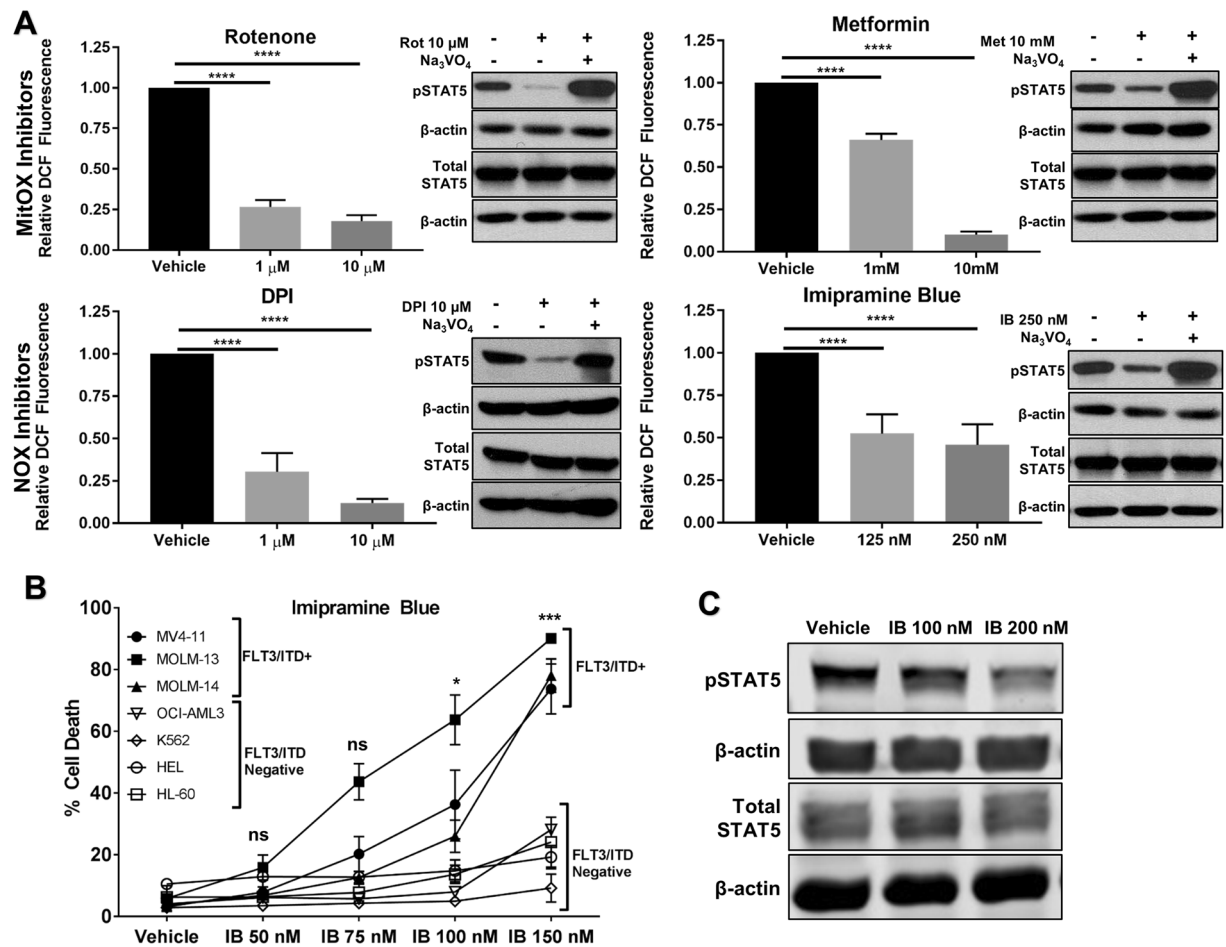 A
MitOX Inhibitors
Relative DCF Fluorescence
Rotenone
1.25
1.00
0.75
0.50
0.25
0.00
****
****
Vehicle
1 μM
10 μM
Rot 10 μM - + +
Na₃VO₄ - - +
pSTAT5
β-actin
Total
STAT5
β-actin
Relative DCF Fluorescence
Metformin
1.25
1.00
0.75
0.50
0.25
0.00
****
****
Vehicle
1mM
10mM
Met 10 mM - + +
Na₃VO₄ - - +
pSTAT5
β-actin
Total
STAT5
β-actin
NOX Inhibitors
Relative DCF Fluorescence
DPI
1.25
1.00
0.75
0.50
0.25
0.00
****
****
Vehicle
1 μM
10 μM
DPI 10 μM - + +
Na₃VO₄ - - +
pSTAT5
β-actin
Total
STAT5
β-actin
Relative DCF Fluorescence
Imipramine Blue
1.25
1.00
0.75
0.50
0.25
0.00
****
****
Vehicle
125 nM
250 nM
IB 250 nM - + +
Na₃VO₄ - - +
pSTAT5
β-actin
Total
STAT5
β-actin
B
Imipramine Blue
% Cell Death
100
80
60
40
20
0
MV4-11
MOLM-13
MOLM-14
FLT3/ITD+
OCI-AML3
K562
HEL
HL-60
FLT3/ITD
Negative
ns
ns
*
***
FLT3/ITD+
FLT3/ITD
Negative
Vehicle
IB 50 nM
IB 75 nM
IB 100 nM
IB 150 nM
C
Vehicle IB 100 nM IB 200 nM
pSTAT5
β-actin
Total
STAT5
β-actin